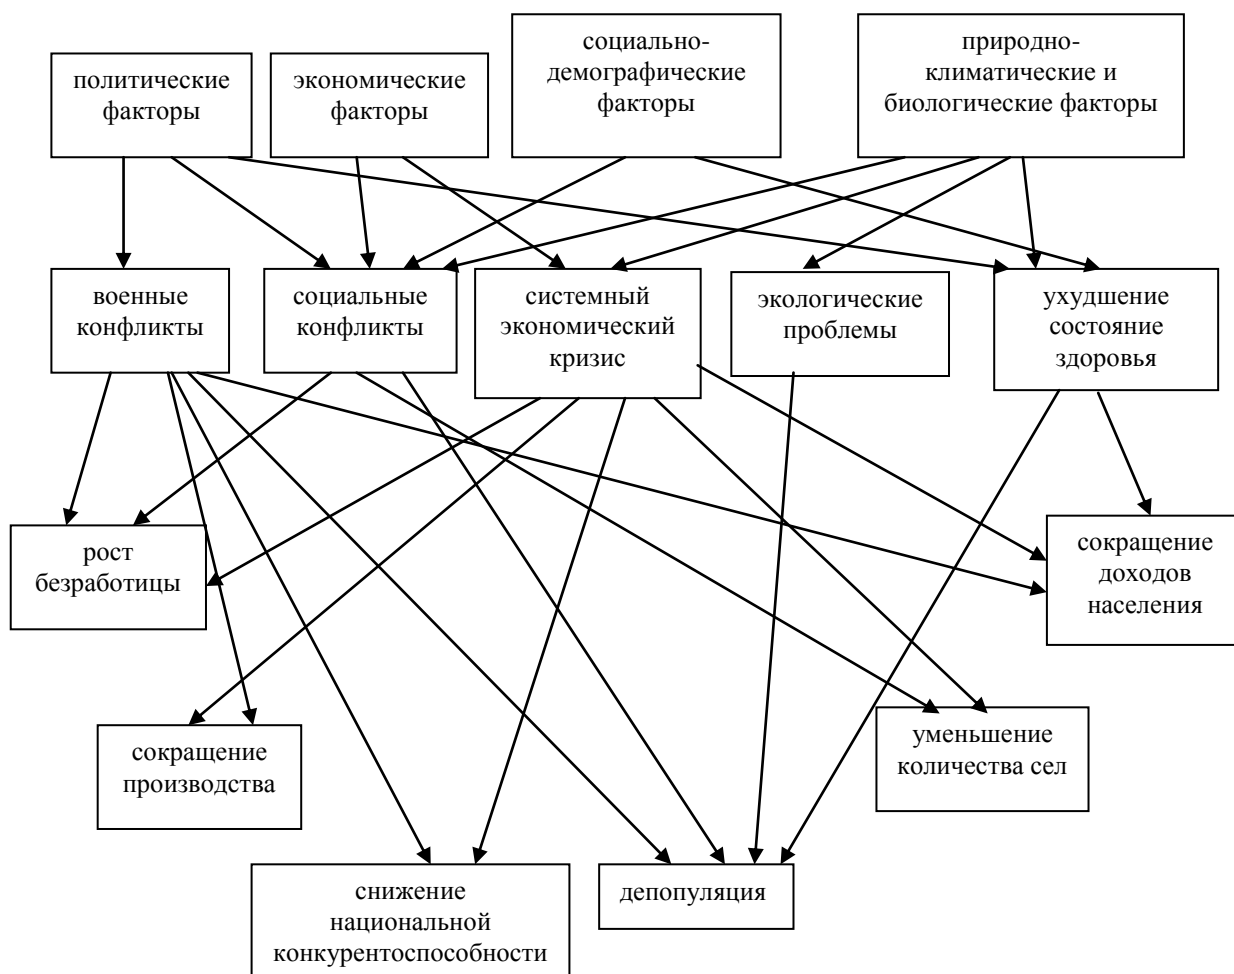 политические
факторы
экономические
факторы
социально-
демографические
факторы
природно-
климатические и
биологические факторы
военные
конфликты
социальные
конфликты
системный
экономический
кризис
экологические
проблемы
ухудшение
состояние
здоровья
рост
безработицы
сокращение
доходов
населения
сокращение
производства
уменьшение
количества сел
снижение
национальной
конкурентоспособности
депопуляция